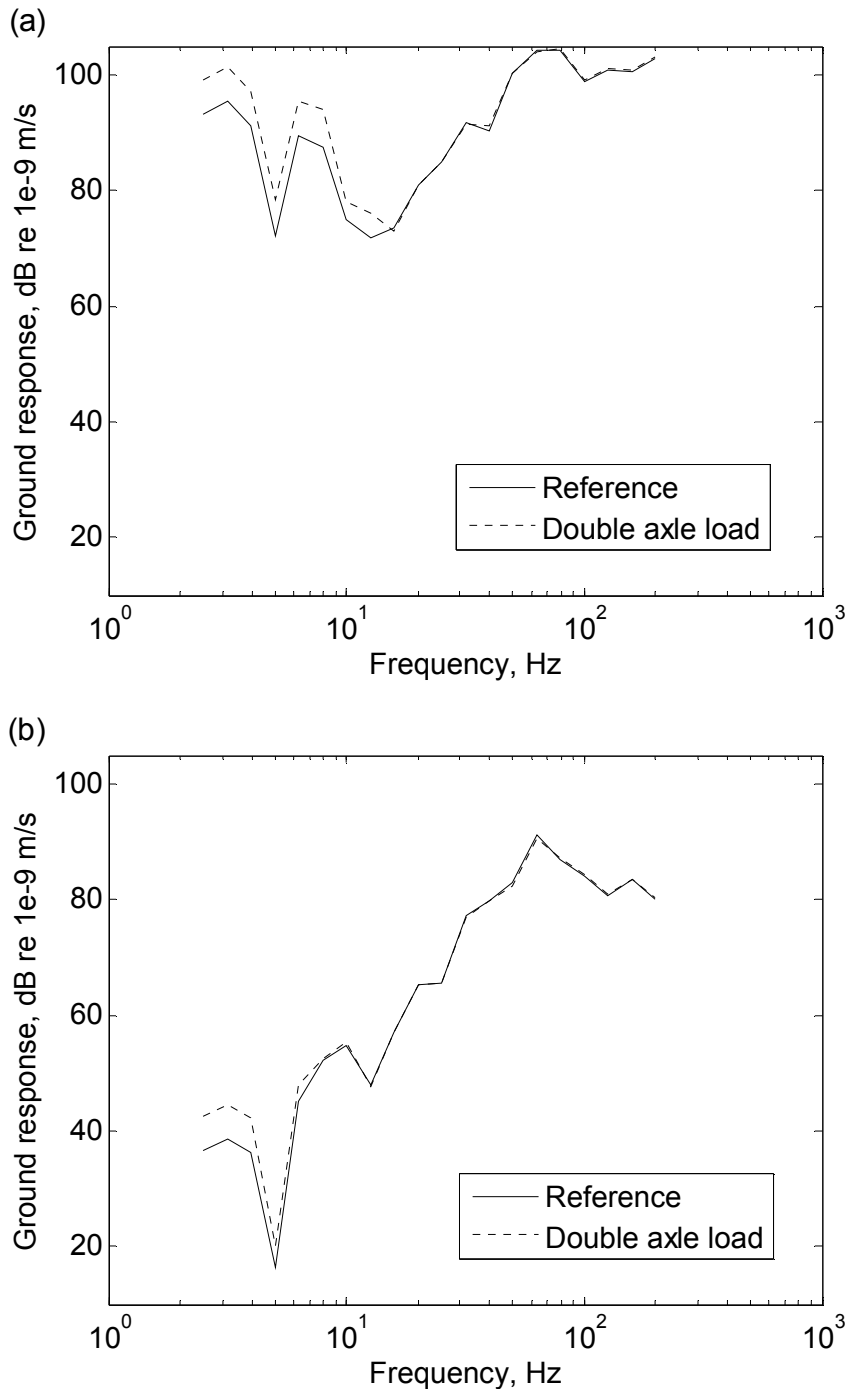 (a)
Ground response, dB re 1e-9 m/s
100
80
60
40
20
Reference
Double axle load
10^0
10^1
10^2
10^3
Frequency, Hz
(b)
Ground response, dB re 1e-9 m/s
100
80
60
40
20
Reference
Double axle load
10^0
10^1
10^2
10^3
Frequency, Hz